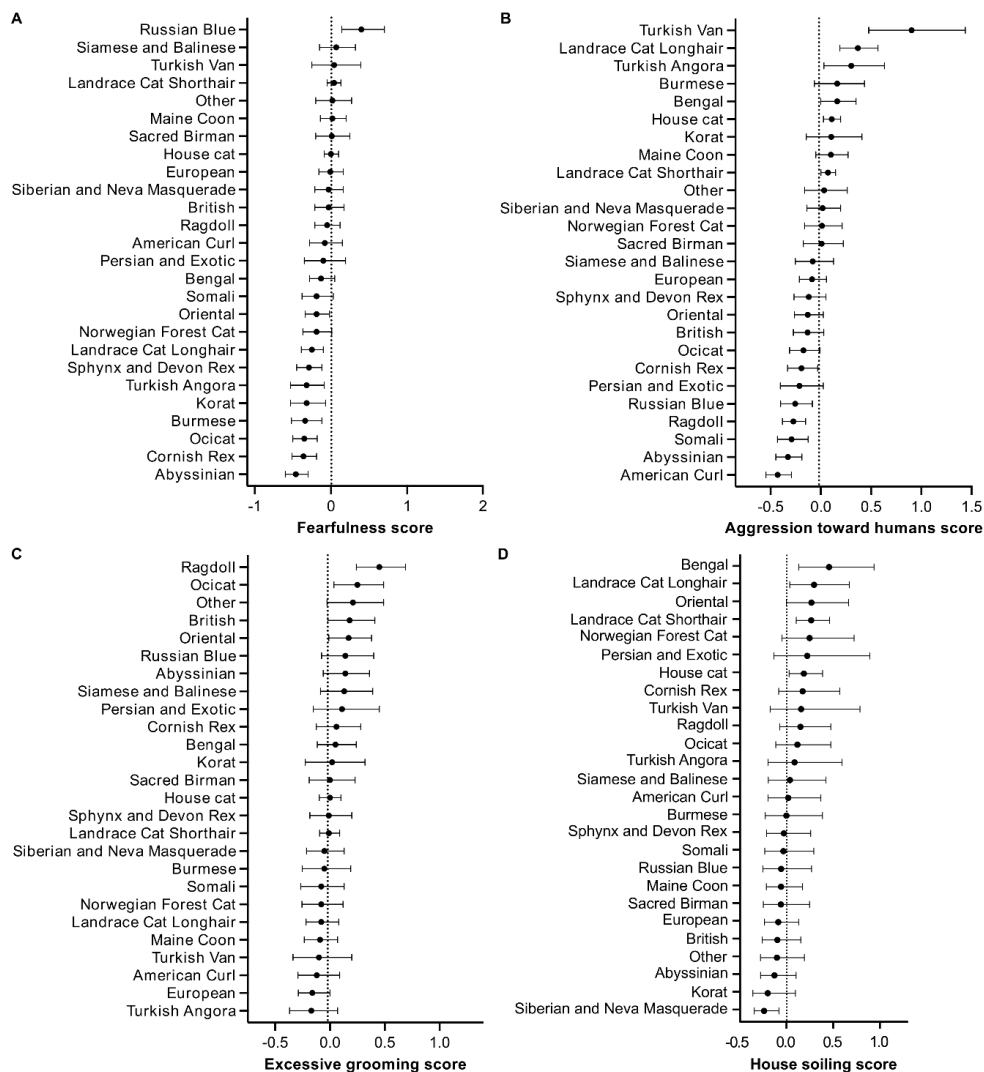 A
Russian Blue
Siamese and Balinese
Turkish Van
Landrace Cat Shorthair
Other
Maine Coon
Sacred Birman
House cat
European
Siberian and Neva Masquerade
British
Ragdoll
American Curl
Persian and Exotic
Bengal
Somali
Oriental
Norwegian Forest Cat
Landrace Cat Longhair
Sphynx and Devon Rex
Turkish Angora
Korat
Burmese
Ocicat
Cornish Rex
Abyssinian
-1 0 1 2
Fearfulness score
B
Turkish Van
Landrace Cat Longhair
Turkish Angora
Burmese
Bengal
House cat
Korat
Maine Coon
Landrace Cat Shorthair
Other
Siberian and Neva Masquerade
Norwegian Forest Cat
Sacred Birman
Siamese and Balinese
European
Sphynx and Devon Rex
Oriental
British
Ocicat
Cornish Rex
Persian and Exotic
Russian Blue
Ragdoll
Somali
Abyssinian
American Curl
-0.5 0.0 0.5 1.0 1.5
Aggression toward humans score
C
Ragdoll
Ocicat
Other
British
Oriental
Russian Blue
Abyssinian
Siamese and Balinese
Persian and Exotic
Cornish Rex
Bengal
Korat
Sacred Birman
House cat
Sphynx and Devon Rex
Landrace Cat Shorthair
Siberian and Neva Masquerade
Burmese
Somali
Norwegian Forest Cat
Landrace Cat Longhair
Maine Coon
Turkish Van
American Curl
European
Turkish Angora
-0.5 0.0 0.5 1.0
Excessive grooming score
D
Bengal
Landrace Cat Longhair
Oriental
Landrace Cat Shorthair
Norwegian Forest Cat
Persian and Exotic
House cat
Cornish Rex
Turkish Van
Ragdoll
Ocicat
Turkish Angora
Siamese and Balinese
American Curl
Burmese
Sphynx and Devon Rex
Somali
Russian Blue
Maine Coon
Sacred Birman
European
British
Other
Abyssinian
Korat
Siberian and Neva Masquerade
-0.5 0.0 0.5 1.0
House soiling score